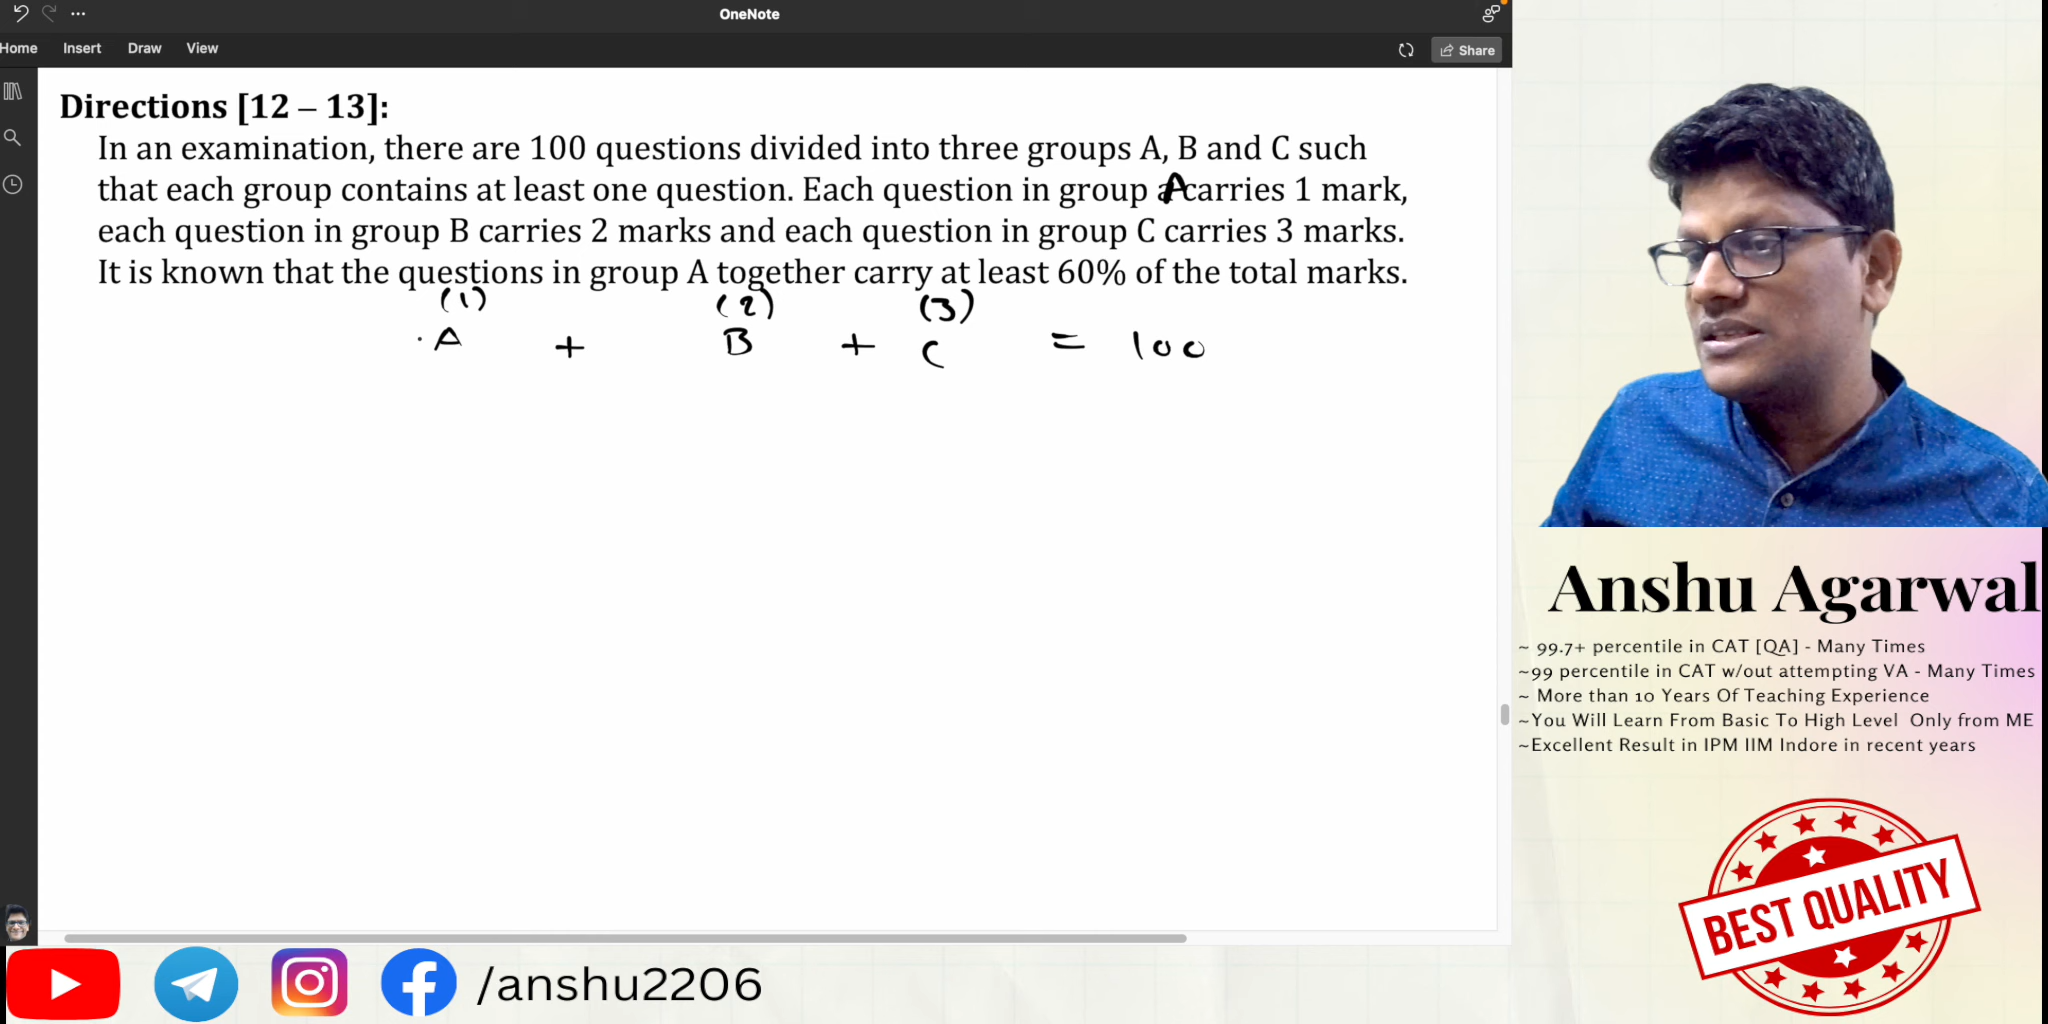 OneNote
Home Insert Draw View
Share
Directions [12 – 13]:
In an examination, there are 100 questions divided into three groups A, B and C such
that each group contains at least one question. Each question in group A carries 1 mark,
each question in group B carries 2 marks and each question in group C carries 3 marks.
It is known that the questions in group A together carry at least 60% of the total marks.
(1) (2) (3)
A + B + C = 100
Anshu Agarwal
~ 99.7+ percentile in CAT [QA] - Many Times
~99 percentile in CAT w/out attempting VA - Many Times
~ More than 10 Years Of Teaching Experience
~You Will Learn From Basic To High Level Only from ME
~Excellent Result in IPM IIM Indore in recent years
BEST QUALITY
/anshu2206